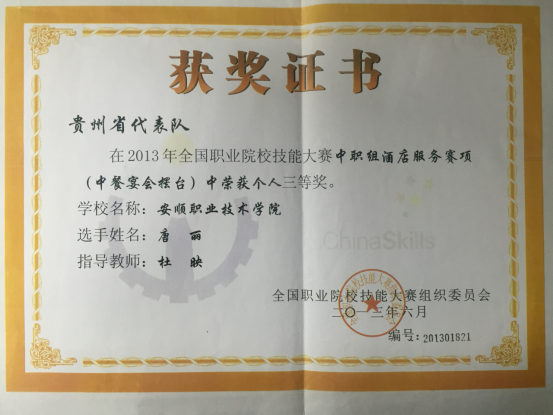 获奖证书
贵州省代表队
在2013年全国职业院校技能大赛中职组酒店服务赛项
（中餐宴会摆台）中荣获个人三等奖。
学校名称：安顺职业技术学院
选手姓名：唐 丽
指导教师：杜 映
ChinaSkills
全国职业院校技能大赛组织委员会
二〇一三年六月
编号：201301821